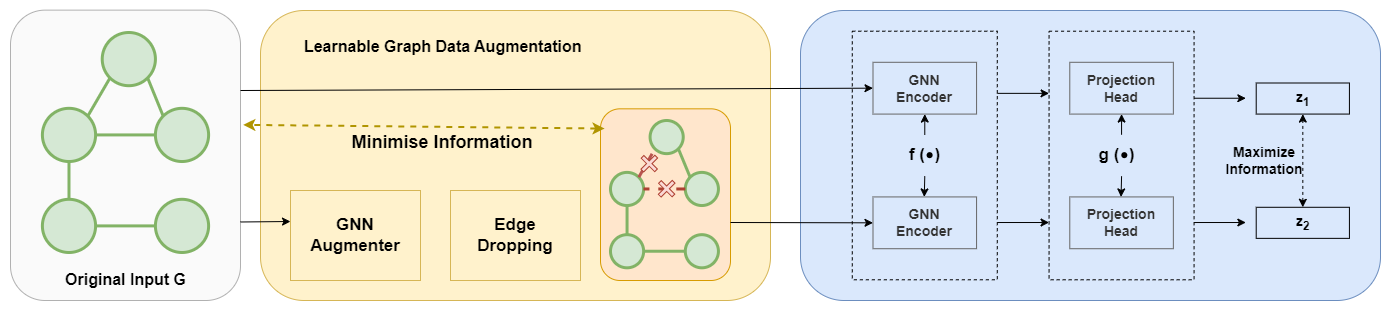 Learnable Graph Data Augmentation
Minimise Information
GNN
Augmenter
Edge
Dropping
Original Input G
GNN
Encoder
f (•)
GNN
Encoder
Projection
Head
g (•)
Projection
Head
z1
Maximize
Information
z2